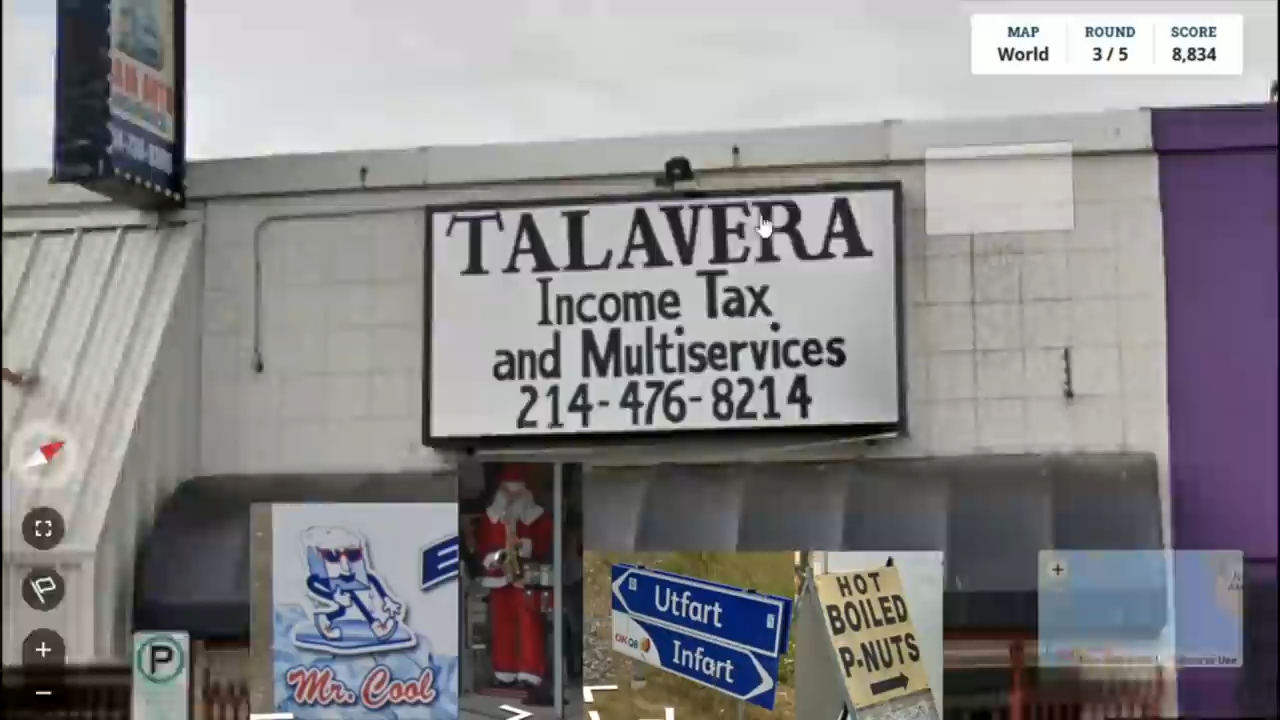 MAP
World
ROUND
3 / 5
SCORE
8,834
TALAVERA
Income Tax
and Multiservices
214-476-8214
P
Mr. Cool
Utfart
OKQ8
Infart
HOT
BOILED
P-NUTS